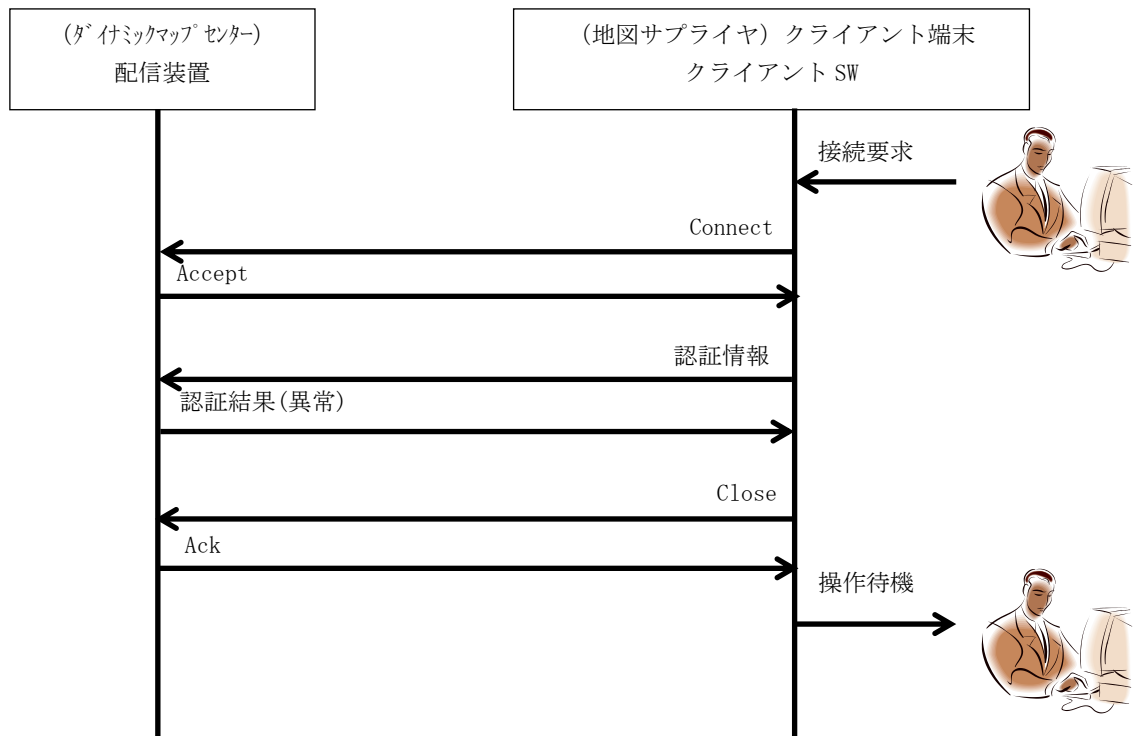 (ﾀﾞｲﾅﾐｯｸﾏｯﾌﾟｾﾝﾀｰ)
配信装置
(地図サプライヤ) クライアント端末
クライアント SW
接続要求
Connect
Accept
認証情報
認証結果(異常)
Close
Ack
操作待機